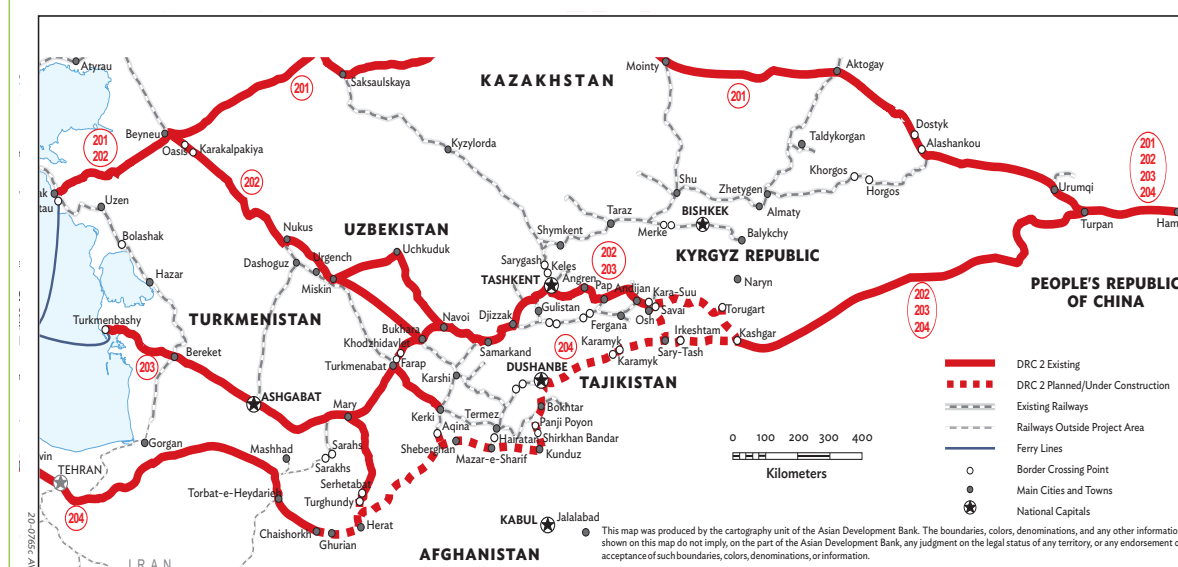 Atyrau
Saksaulskaya
KAZAKHSTAN
Mointy
Aktogay
201
201
Beyneu
201
202
Oasis
Karakalpakiya
Kyzylorda
Taldykorgan
Dostyk
Alashankou
201
202
203
204
202
Uzen
Khorgos
Horgos
Shu
Zhetygen
Almaty
Urumqi
Turpan
Bolashak
Nukus
UZBEKISTAN
Uchkuduk
Taraz
Merke
BISHKEK
Balykchy
Shymkent
KYRGYZ REPUBLIC
Dashoguz
Urgench
Miskin
Sarygash
Keles
202
203
TASHKENT
Angren
Pap
Andijan
Kara-Suu
Savai
Naryn
Hazar
PEOPLE'S REPUBLIC
OF CHINA
TURKMENISTAN
Turkmenbashy
Navoi
Djizzak
Gulistan
Fergana
Osh
Torugart
Irkeshtam
Kashgar
202
203
204
Bukhara
Khodzhidavlet
Samarkand
204
Karamyk
Karamyk
Sary-Tash
203
Bereket
Turkmenabat
Farap
Karshi
DUSHANBE
TAJIKISTAN
ASHGABAT
Mary
Kerki
Termez
Bokhtar
Aqina
Panji Poyon
Hairatan
Shirkhan Bandar
Sheberghan
Mazar-e-Sharif
Kunduz
Gorgan
Mashhad
Sarahs
Sarakhs
TEHRAN
Serhetabat
Turghundy
Torbat-e-Heydarieh
204
Chaishorkh
Ghurian
Herat
KABUL
Jalalabad
AFGHANISTAN
IRAN
DRC 2 Existing
DRC 2 Planned/Under Construction
Existing Railways
Railways Outside Project Area
Ferry Lines
Border Crossing Point
Main Cities and Towns
National Capitals
0 100 200 300 400
Kilometers
This map was produced by the cartography unit of the Asian Development Bank. The boundaries, colors, denominations, and any other informatio
shown on this map do not imply, on the part of the Asian Development Bank, any judgment on the legal status of any territory, or any endorsement o
acceptance of such boundaries, colors, denominations, or information.